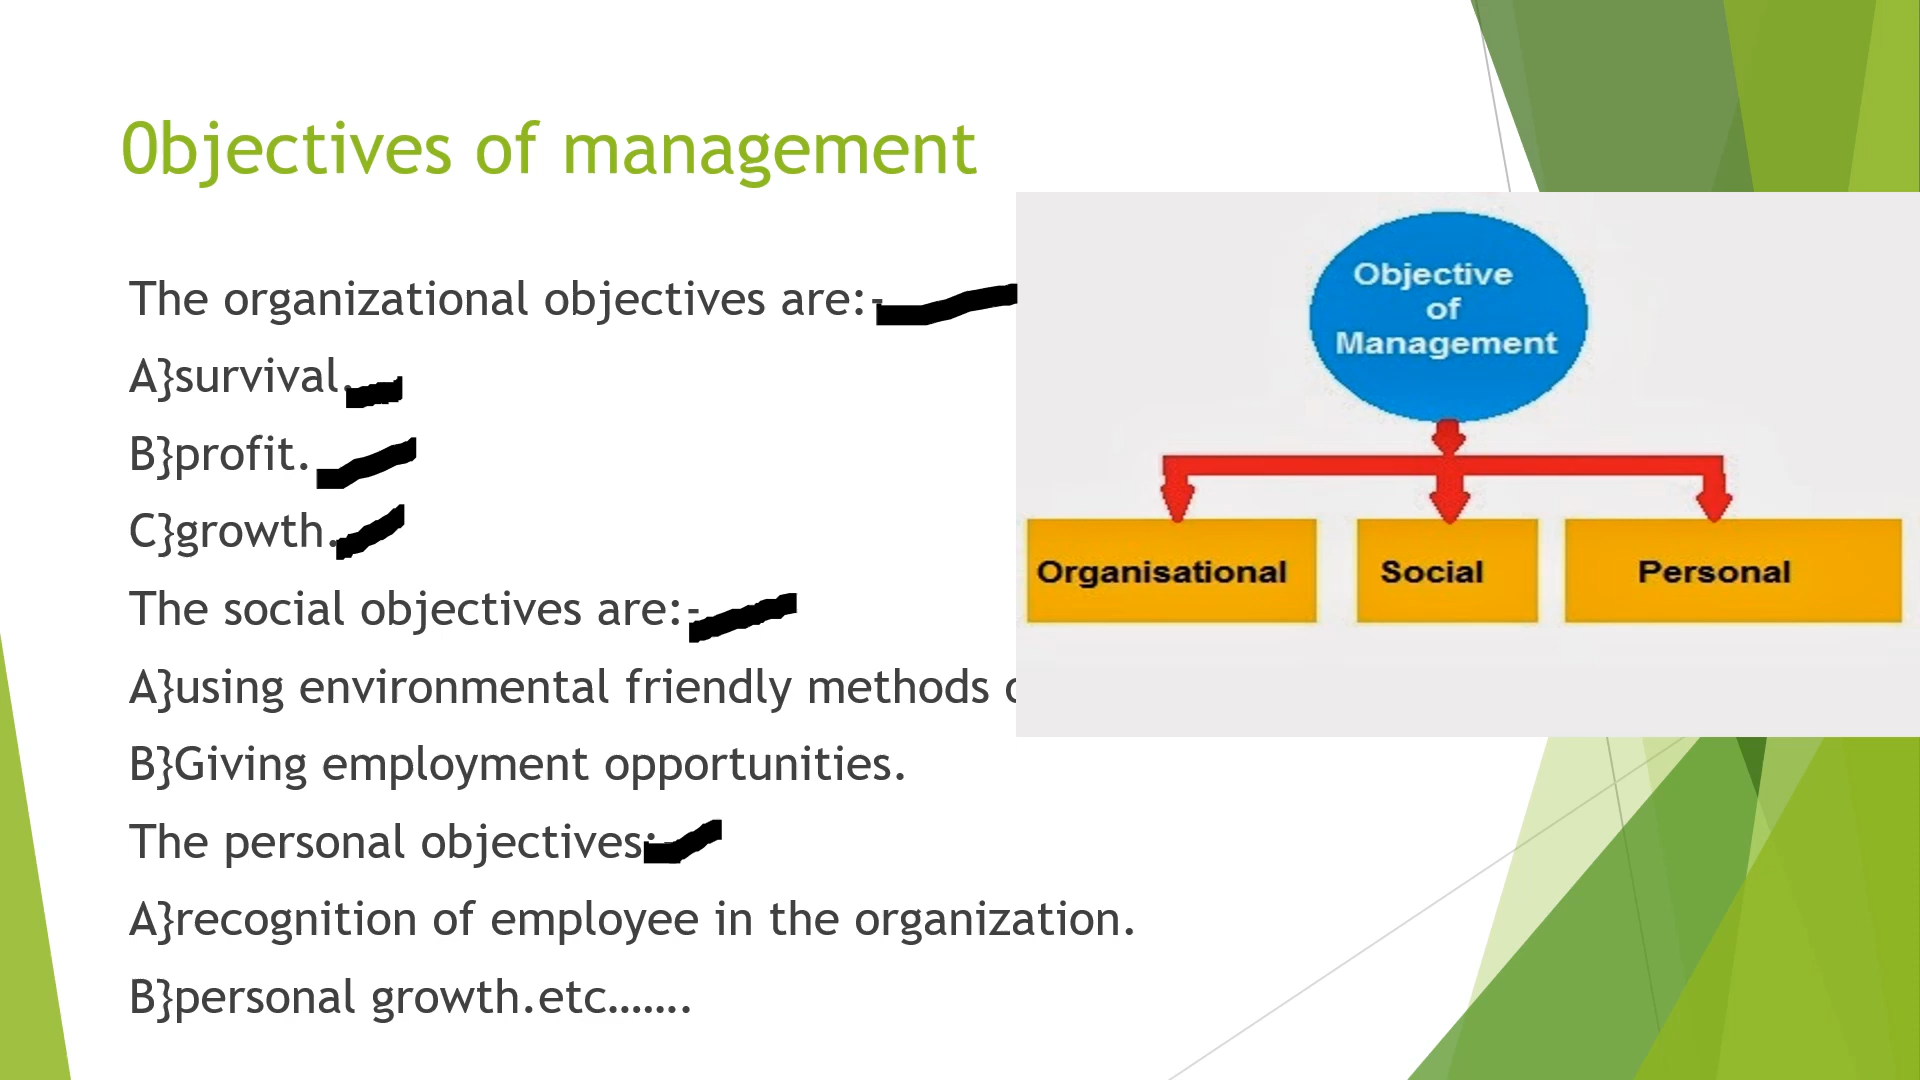 0bjectives of management
The organizational objectives are:-
A}survival.
B}profit.
C}growth.
The social objectives are:-
A}using environmental friendly methods
B}Giving employment opportunities.
The personal objectives:-
A}recognition of employee in the organization.
B}personal growth.etc.......
Objective
of
Management
Organisational
Social
Personal